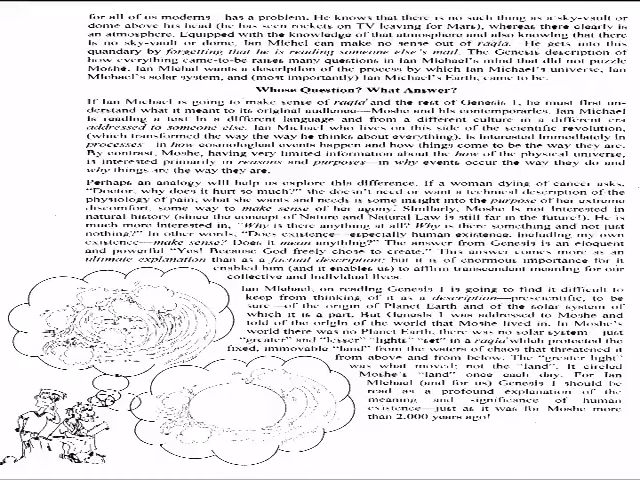 for all of us moderns has a problem. He knows that there is no such thing as a sky-vault or
dome above his head (he has seen rockets on TV leaving for Mars), whereas there clearly is
an atmosphere. Equipped with the knowledge of that atmosphere and also knowing that there
is no sky-vault or dome, Ian Michel can make no sense out of raqia. He gets into this
quandary by forgetting that he is reading someone else's mail. The Genesis description of
how everything came-to-be raises many questions in Ian Michael's mind that did not puzzle
Moshe. Ian Michael wants a description of the process by which Ian Michael's universe, Ian
Michael's solar system, and (most importantly) Ian Michael's Earth, came to be.
Whose Question? What Answer?
If Ian Michael is going to make sense of raqia and the rest of Genesis 1, he must first un-
derstand what it meant to its original audience—Moshe and his contemporaries. Ian Michael
is reading a text in a different language and from a different culture in a different era
addressed to someone else. Ian Michael who lives on this side of the scientific revolution,
(which transformed the way the way he thinks about everything), is interested immediately in
processes - in how cosmological events happen and how things come to be the way they are.
By contrast, Moshe, having very limited information about the how of the physical universe,
is interested primarily in reasons and purposes - in why events occur the way they do and
why things are the way they are.
Perhaps an analogy will help us explore this difference. If a woman dying of cancer asks,
"Doctor, why does it hurt so much?" she doesn't need or want a technical description of the
physiology of pain, what she wants and needs is some insight into the purpose of her extreme
discomfort, some way to make sense of her agony. Similarly, Moshe is not interested in
natural history (since the concept of Nature and Natural Law is still far in the future!). He is
much more interested in, "Why is there anything at all? Why is there something and not just
nothing?" In other words, "Does existence—especially human existence, including my own
existence—make sense? Does it mean anything?" The answer from Genesis is an eloquent
and powerful "Yes! Because God freely chose to create!" This answer comes more as an
ultimate explanation than as a factual description; but it is of enormous importance for it
enabled him (and it enables us) to affirm transcendent meaning for our
collective and individual lives.
Ian Michael, on reading Genesis 1 is going to find it difficult to
keep from thinking of it as a description—prescientific, to be
sure—of the origin of Planet Earth and of the solar system of
which it is a part. But Genesis 1 was addressed to Moshe and
told of the origin of the world that Moshe lived in. In Moshe's
world there was no Planet Earth, there was no solar system just
"greater" and "lesser" "lights" "set" in a raqia which protected the
fixed, immovable "land" from the waters of chaos that threatened it
from above and from below. The "greater light"
was what moved; not the "land". It circled
Moshe's "land" once each day. For Ian
Michael (and for us) Genesis 1 should be
read as a profound explanation of the
meaning and significance of human
existence—just as it was for Moshe more
than 2,000 years ago!